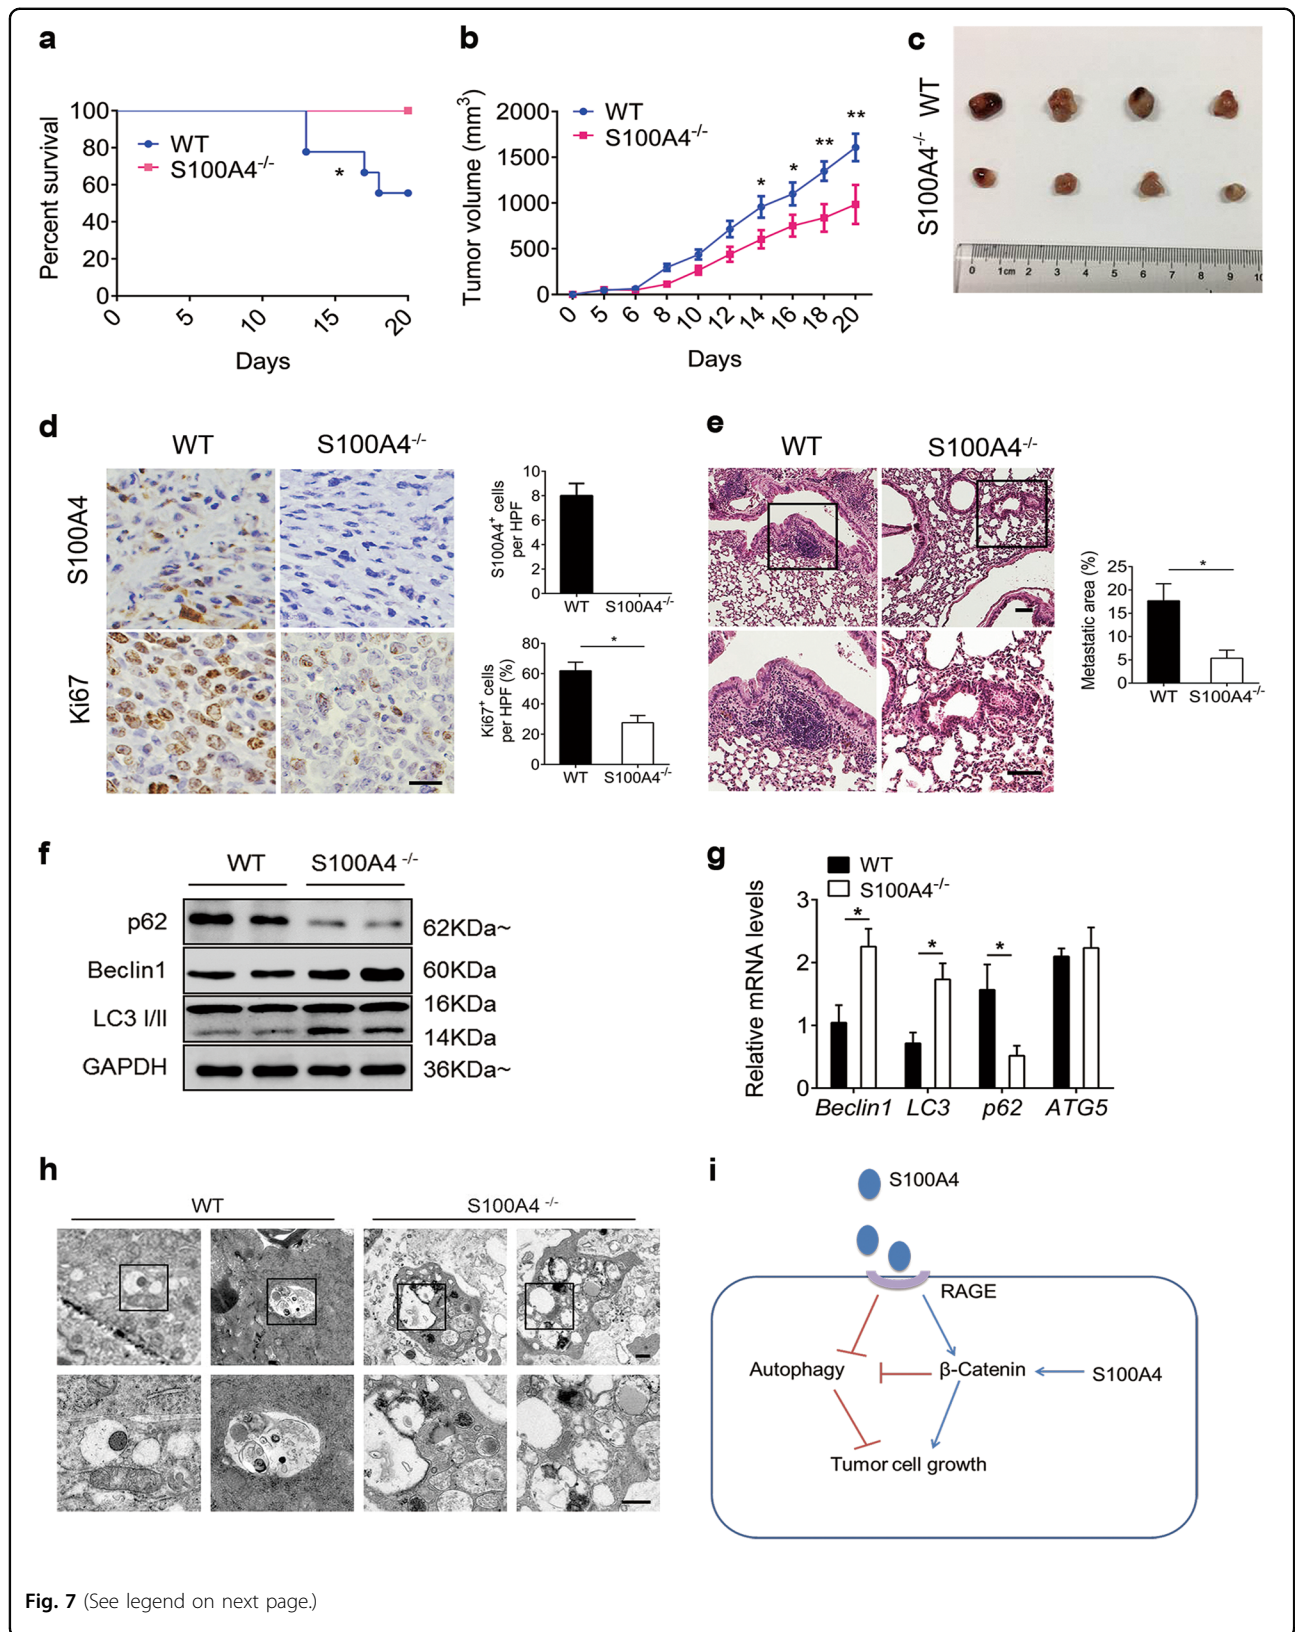 a
100
80
60
40
20
0
Percent survival
WT
S100A4-/-
*
0 5 10 15 20
Days
b
2000
1500
1000
500
0
Tumor volume (mm3)
WT
S100A4-/-
* * ** **
0 5 6 8 10 12 14 16 18 20
Days
c
WT
S100A4-/-
0 1cm 2 3 4 5 6 7 8 9 10
d
WT S100A4-/-
S100A4
Ki67
S100A4+ cells
per HPF
10
8
6
4
2
0
WT S100A4-/-
Ki67+ cells
per HPF (%)
80
60
40
20
0
*
WT S100A4-/-
e
WT S100A4-/-
Metastatic area (%)
25
20
15
10
5
0
*
WT S100A4-/-
f
WT S100A4 -/-
p62 62KDa~
Beclin1 60KDa
LC3 I/II 16KDa
14KDa
GAPDH 36KDa~
g
WT
S100A4-/-
Relative mRNA levels
3
2
1
0
* * *
Beclin1 LC3 p62 ATG5
h
WT S100A4 -/-
i
S100A4
RAGE
Autophagy β-Catenin S100A4
Tumor cell growth
Fig. 7 (See legend on next page.)